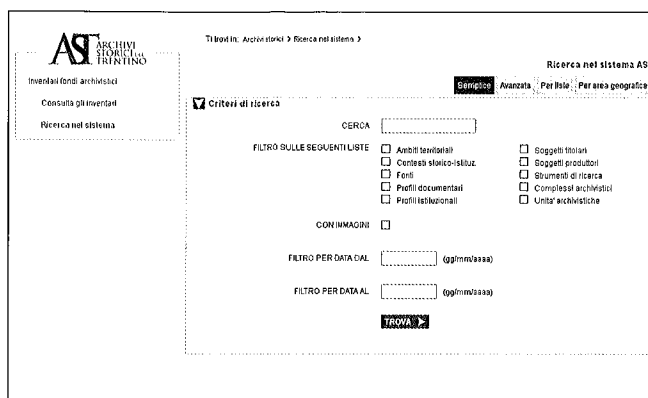 AST ARCHIVI STORICI DEL TRENTINO
Ti trovi in: Archivi storici > Ricerca nel sistema >
Ricerca nel sistema AS
Inventari fondi archivistici
Consulta gli inventari
Ricerca nel sistema
Semplice Avanzata Per liste Per area geografica
Criteri di ricerca
CERCA
FILTRO SULLE SEGUENTI LISTE
Ambiti territoriali
Contesti storico-istituz.
Fonti
Profili documentari
Profili istituzionali
Soggetti titolari
Soggetti produttori
Strumenti di ricerca
Complessi archivistici
Unita' archivistiche
CON IMMAGINI
FILTRO PER DATA DAL (gg/mm/aaaa)
FILTRO PER DATA AL (gg/mm/aaaa)
TROVA